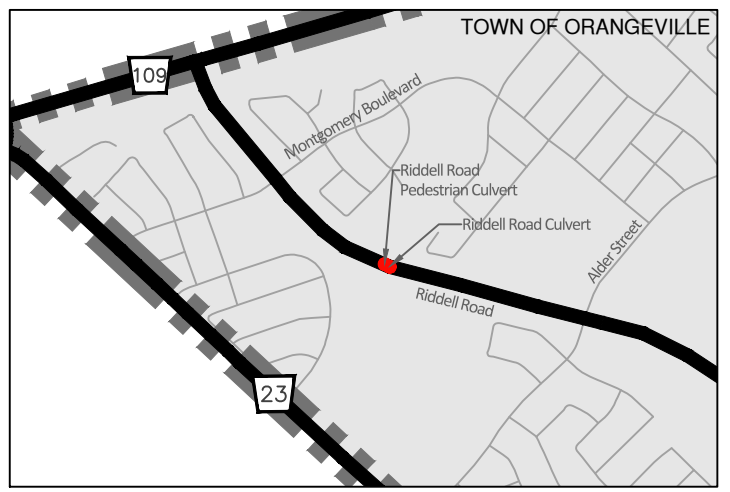 TOWN OF ORANGEVILLE
109
Montgomery Boulevard
Riddell Road
Pedestrian Culvert
Riddell Road Culvert
Alder Street
Riddell Road
23